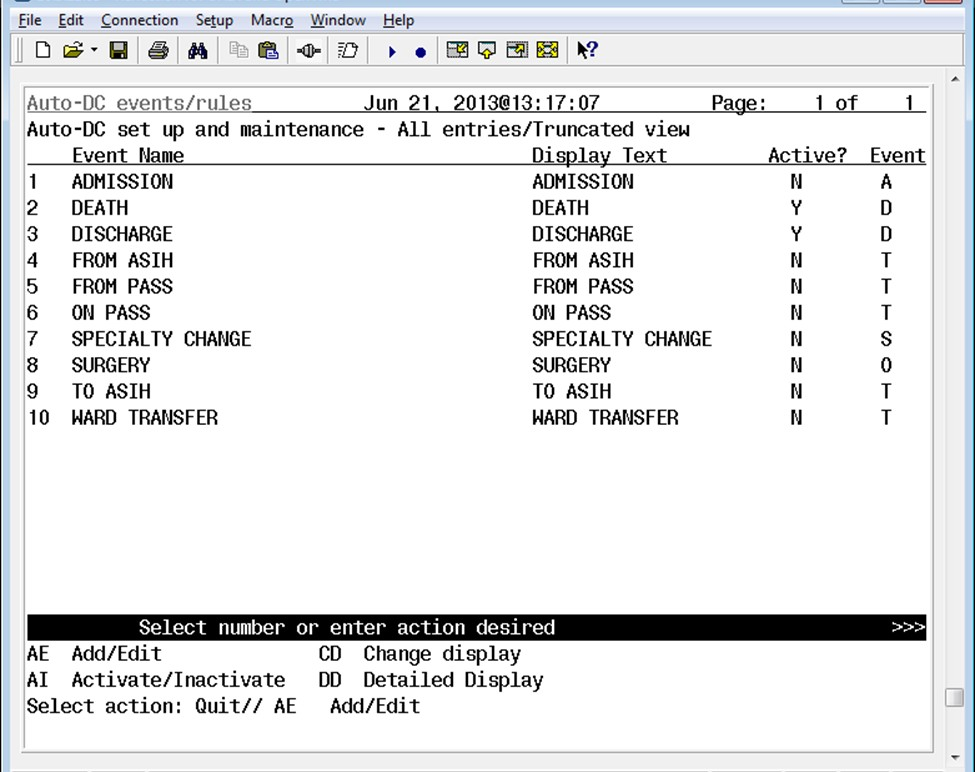 File Edit Connection Setup Macro Window Help
Auto-DC events/rules Jun 21, 2013@13:17:07 Page: 1 of 1
Auto-DC set up and maintenance - All entries/Truncated view
Event Name Display Text Active? Event
1 ADMISSION ADMISSION N A
2 DEATH DEATH Y D
3 DISCHARGE DISCHARGE Y D
4 FROM ASIH FROM ASIH N T
5 FROM PASS FROM PASS N T
6 ON PASS ON PASS N T
7 SPECIALTY CHANGE SPECIALTY CHANGE N S
8 SURGERY SURGERY N O
9 TO ASIH TO ASIH N T
10 WARD TRANSFER WARD TRANSFER N T
Select number or enter action desired >>>
AE Add/Edit CD Change display
AI Activate/Inactivate DD Detailed Display
Select action: Quit// AE Add/Edit